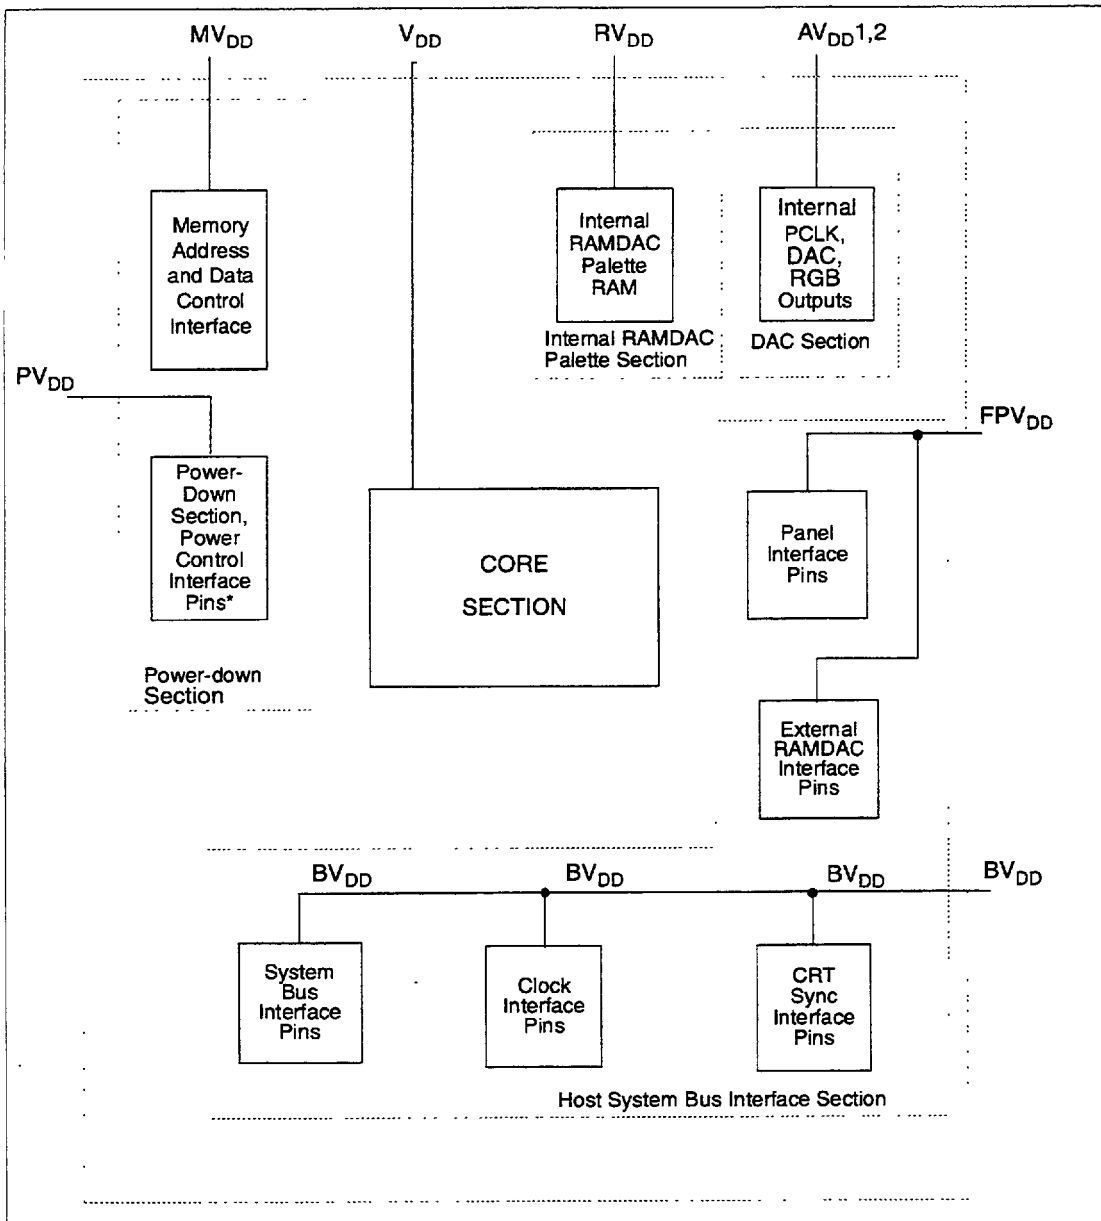 MVDD
VDD
RVDD
AVDD1,2
Memory
Address
and Data
Control
Interface
Internal
RAMDAC
Palette
RAM
Internal RAMDAC
Palette Section
Internal
PCLK,
DAC,
RGB
Outputs
DAC Section
PVDD
FPVDD
Power-
Down
Section,
Power
Control
Interface
Pins*
Power-down
Section
CORE
SECTION
Panel
Interface
Pins
External
RAMDAC
Interface
Pins
BVDD
BVDD
BVDD
BVDD
System
Bus
Interface
Pins
Clock
Interface
Pins
CRT
Sync
Interface
Pins
Host System Bus Interface Section